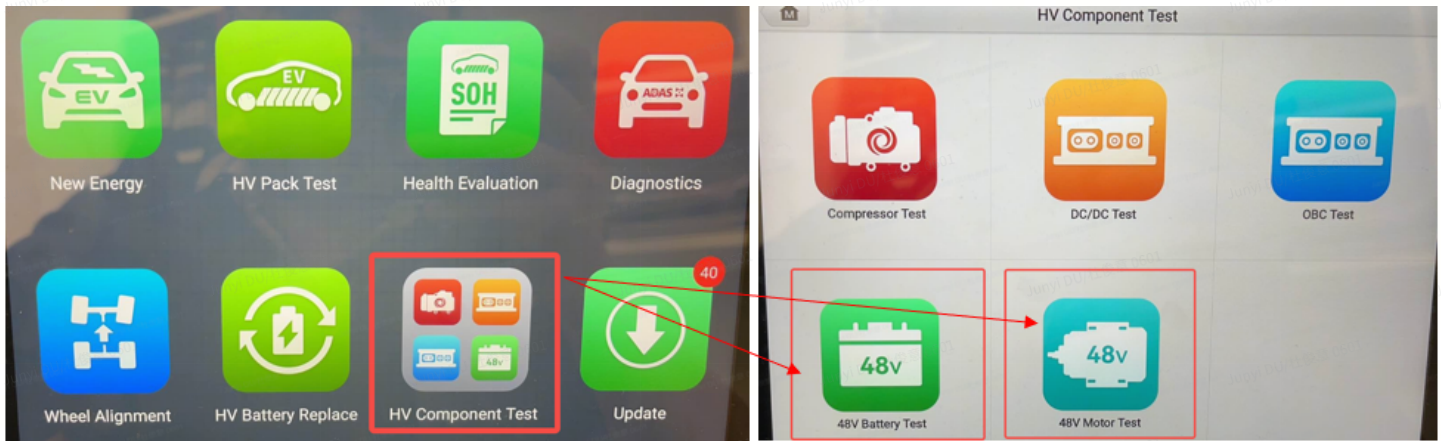 EV
EV
SOH
ADAS
New Energy
HV Pack Test
Health Evaluation
Diagnostics
40
48V
Wheel Alignment
HV Battery Replace
HV Component Test
Update
M
HV Component Test
Compressor Test
DC/DC Test
OBC Test
48V
48V
48V Battery Test
48V Motor Test